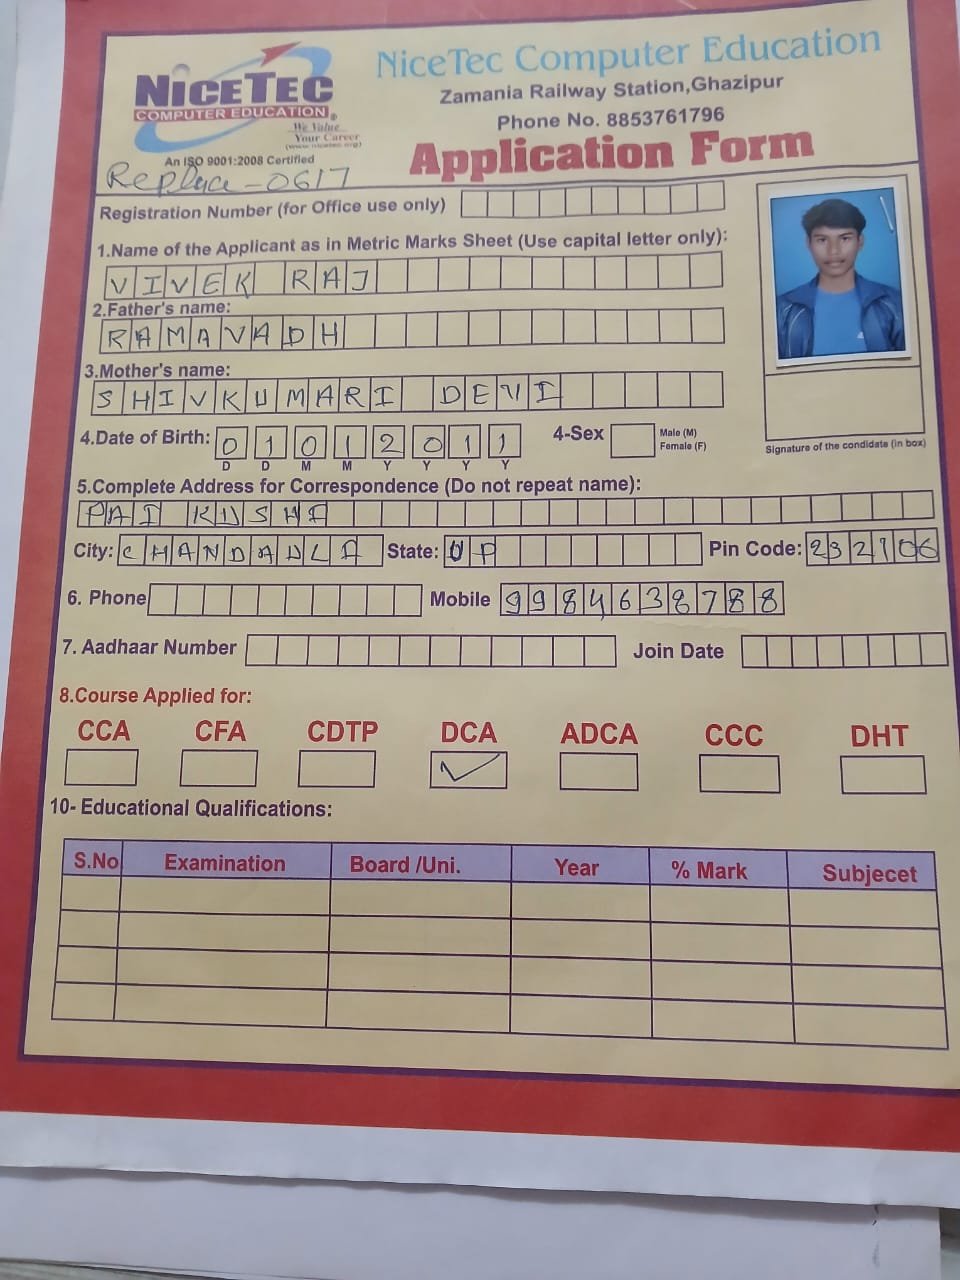 NiceTec
COMPUTER EDUCATION
We Value
Your Career
(www.nicetec.org)
An ISO 9001:2008 Certified
NiceTec Computer Education
Zamania Railway Station,Ghazipur
Phone No. 8853761796
Application Form
Replace-0617
Registration Number (for Office use only)
1.Name of the Applicant as in Metric Marks Sheet (Use capital letter only):
VIVEK RAJ
2.Father's name:
RAMAVADH
3.Mother's name:
SHIVKUMARI DEVI
4.Date of Birth: 01012011 4-Sex Male (M)
Female (F)
D D M M Y Y Y Y
Signature of the candidate (in box)
5.Complete Address for Correspondence (Do not repeat name):
PAI KUSHI
City: CHANDAULI State: UP Pin Code: 232106
6. Phone Mobile 9984638788
7. Aadhaar Number Join Date
8.Course Applied for:
CCA CFA CDTP DCA ADCA CCC DHT
10- Educational Qualifications:
S.No Examination Board /Uni. Year % Mark Subjecet